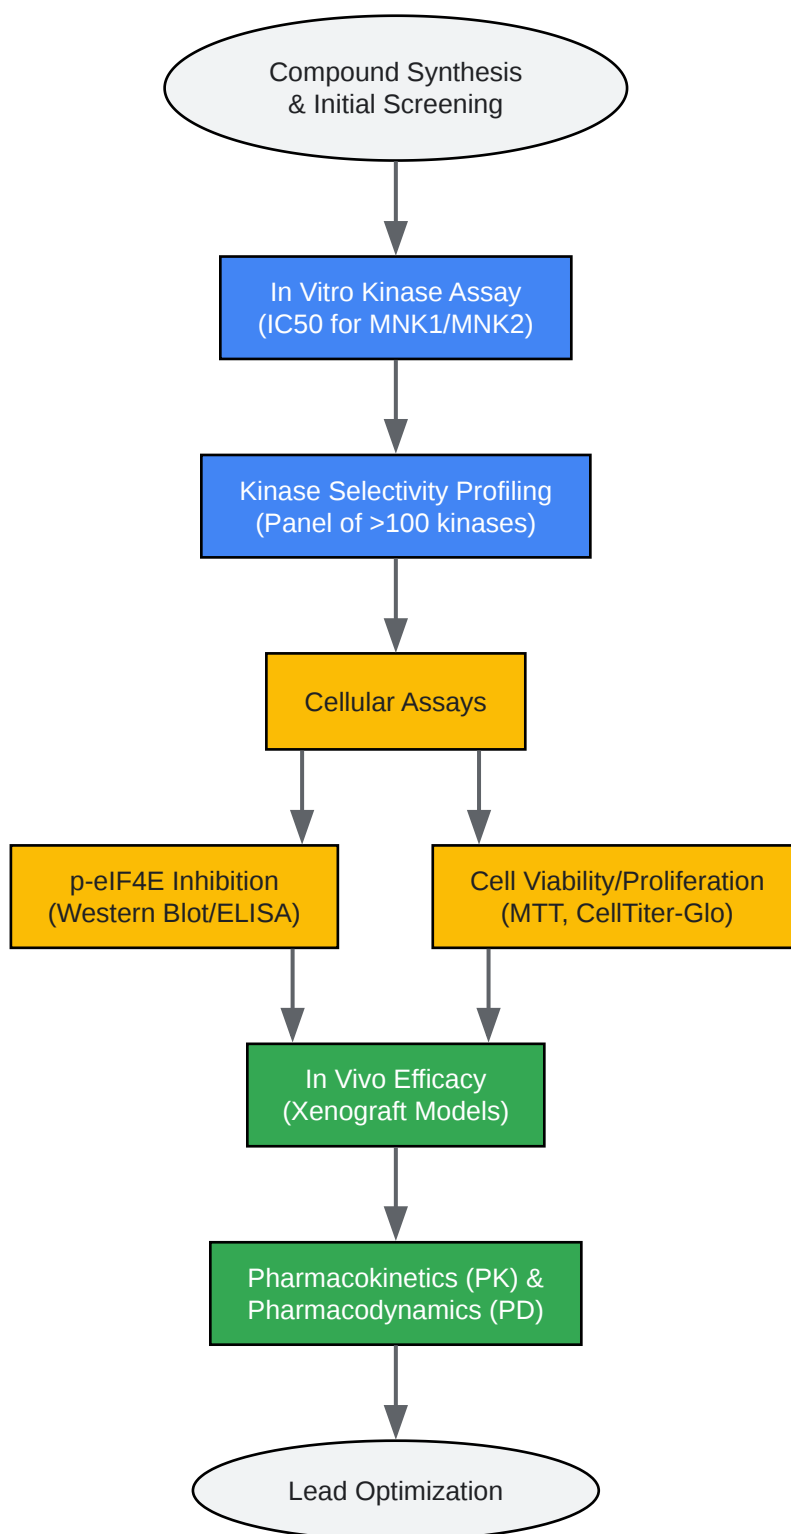 Compound Synthesis
& Initial Screening
In Vitro Kinase Assay
(IC50 for MNK1/MNK2)
Kinase Selectivity Profiling
(Panel of >100 kinases)
Cellular Assays
p-eIF4E Inhibition
(Western Blot/ELISA)
Cell Viability/Proliferation
(MTT, CellTiter-Glo)
In Vivo Efficacy
(Xenograft Models)
Pharmacokinetics (PK) &
Pharmacodynamics (PD)
Lead Optimization